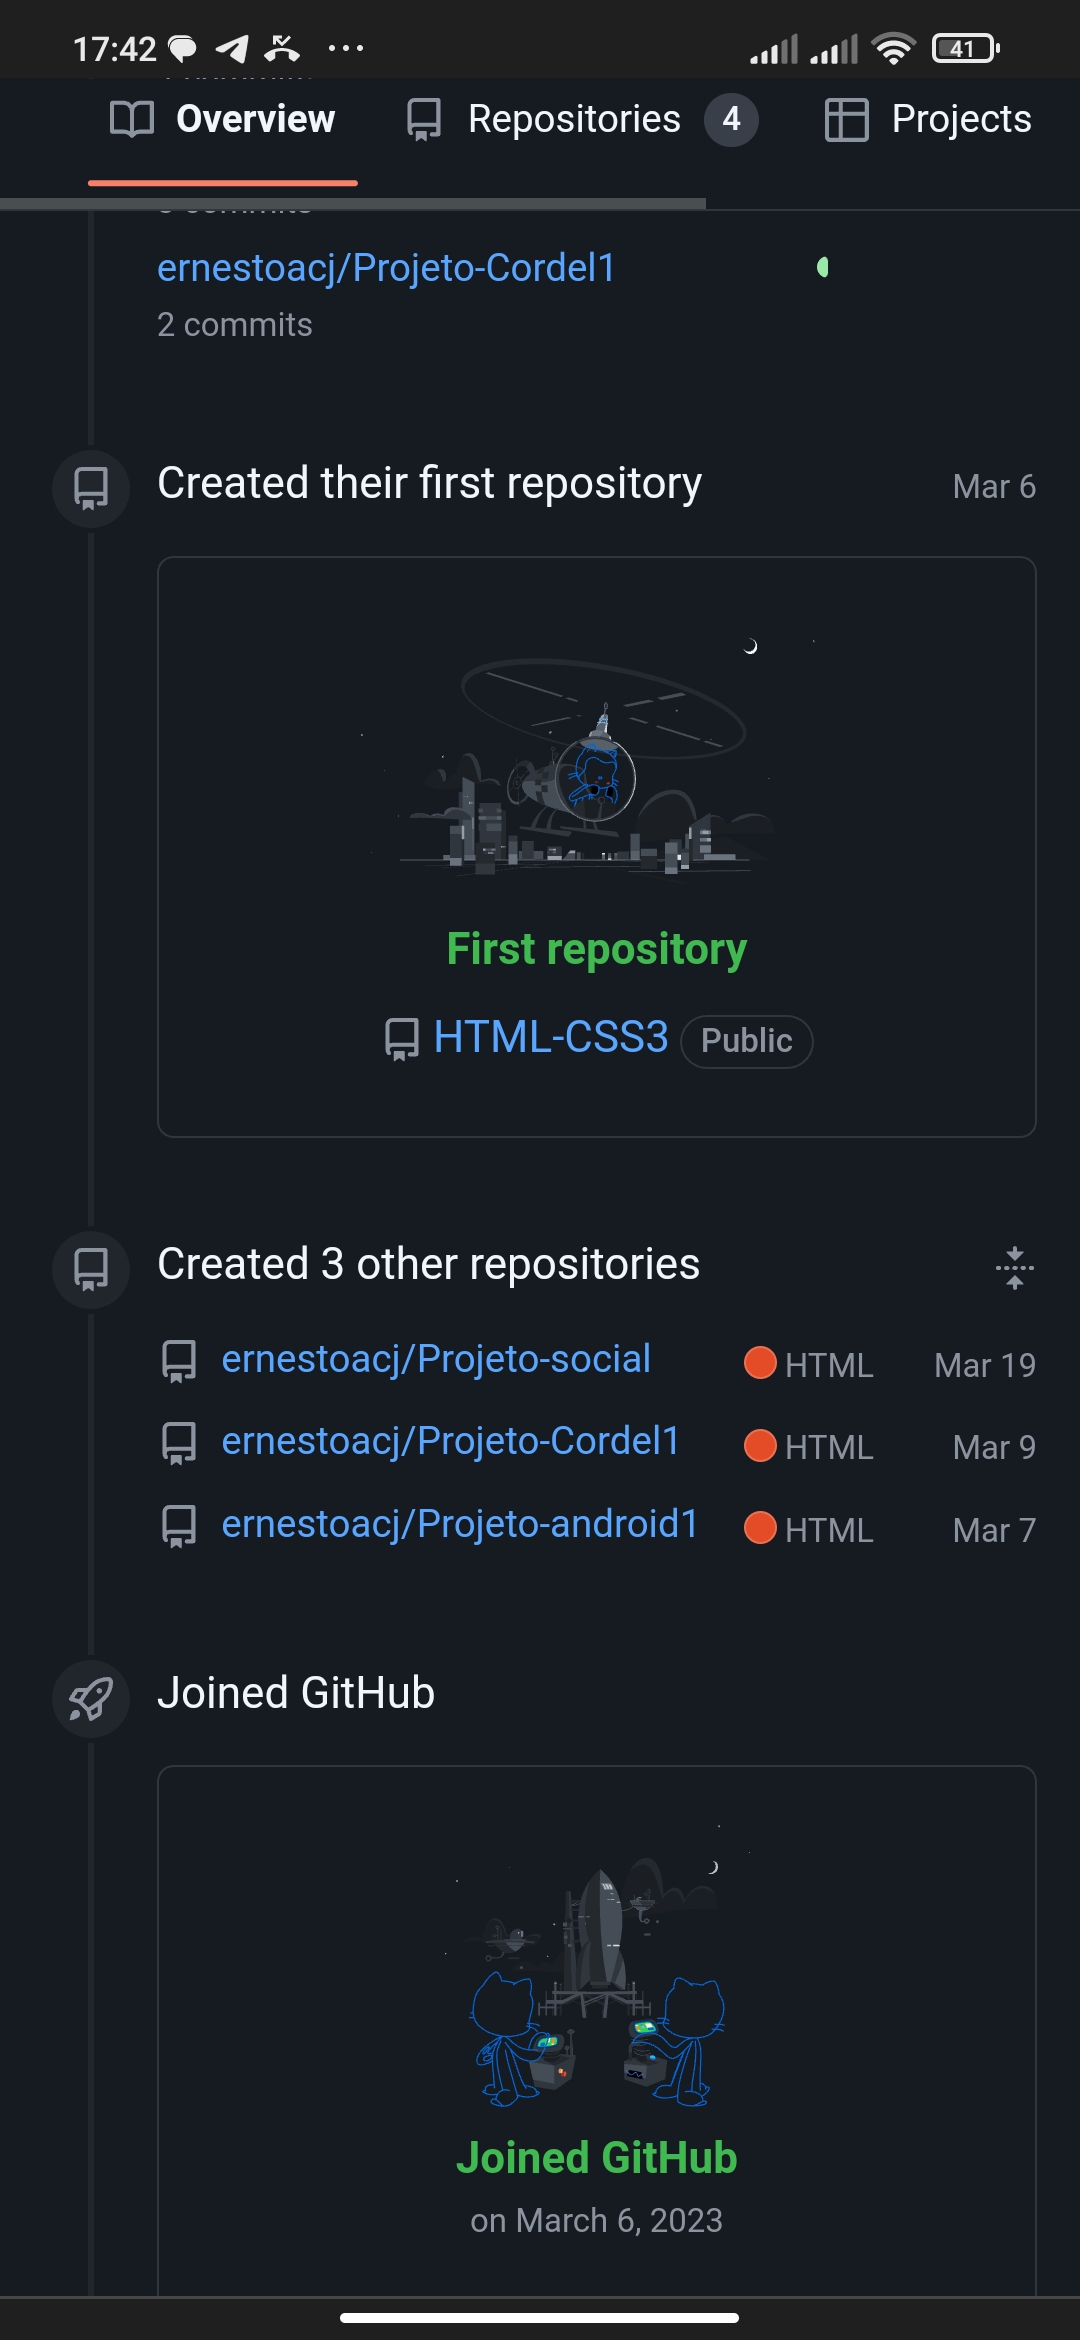 17:42
41
Overview
Repositories 4
Projects
ernestoacj/Projeto-Cordel1
2 commits
Created their first repository
Mar 6
First repository
HTML-CSS3 Public
Created 3 other repositories
ernestoacj/Projeto-social HTML Mar 19
ernestoacj/Projeto-Cordel1 HTML Mar 9
ernestoacj/Projeto-android1 HTML Mar 7
Joined GitHub
Joined GitHub
on March 6, 2023